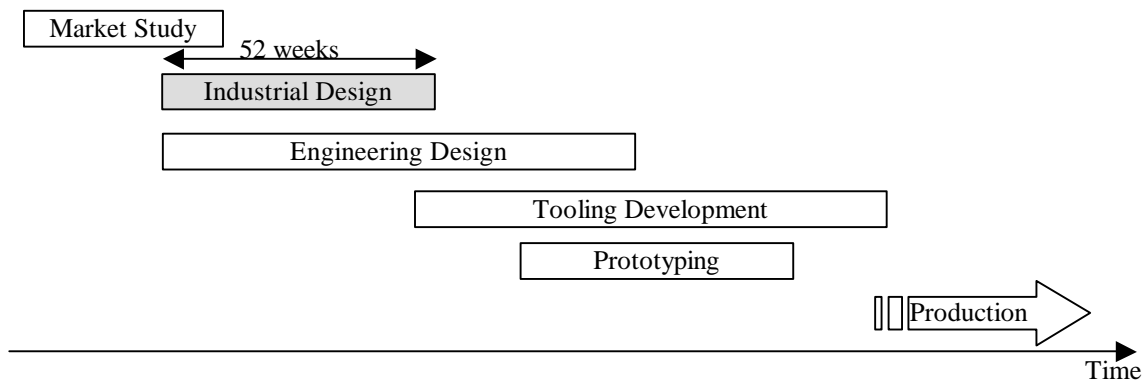 Market Study
52 weeks
Industrial Design
Engineering Design
Tooling Development
Prototyping
Production
Time